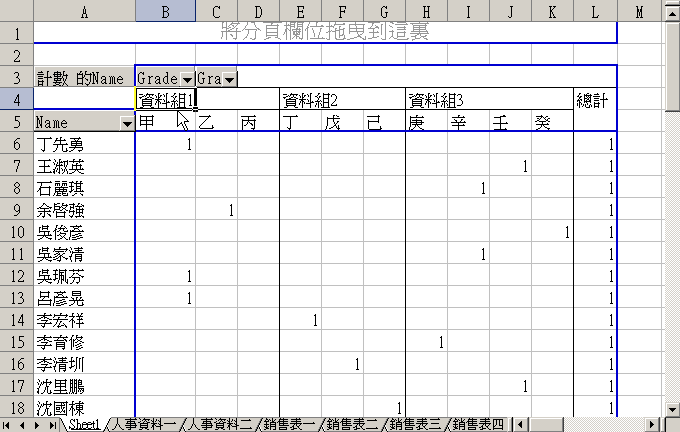 A B C D E F G H I J K L M
1 將分頁欄位拖曳到這裏
2
3 計數 的Name Grade Gra
4 資料組1 資料組2 資料組3 總計
5 Name 甲 乙 丙 丁 戊 己 庚 辛 壬 癸
6 丁先勇 1 1
7 王淑英 1 1
8 石麗琪 1 1
9 余啓強 1 1
10 吳俊彥 1 1
11 吳家清 1 1
12 吳珮芬 1 1
13 呂彥晃 1 1
14 李宏祥 1 1
15 李育修 1 1
16 李清圳 1 1
17 沈里鵬 1 1
18 沈國棟 1 1
Sheet1 人事資料一 人事資料二 銷售表一 銷售表二 銷售表三 銷售表四